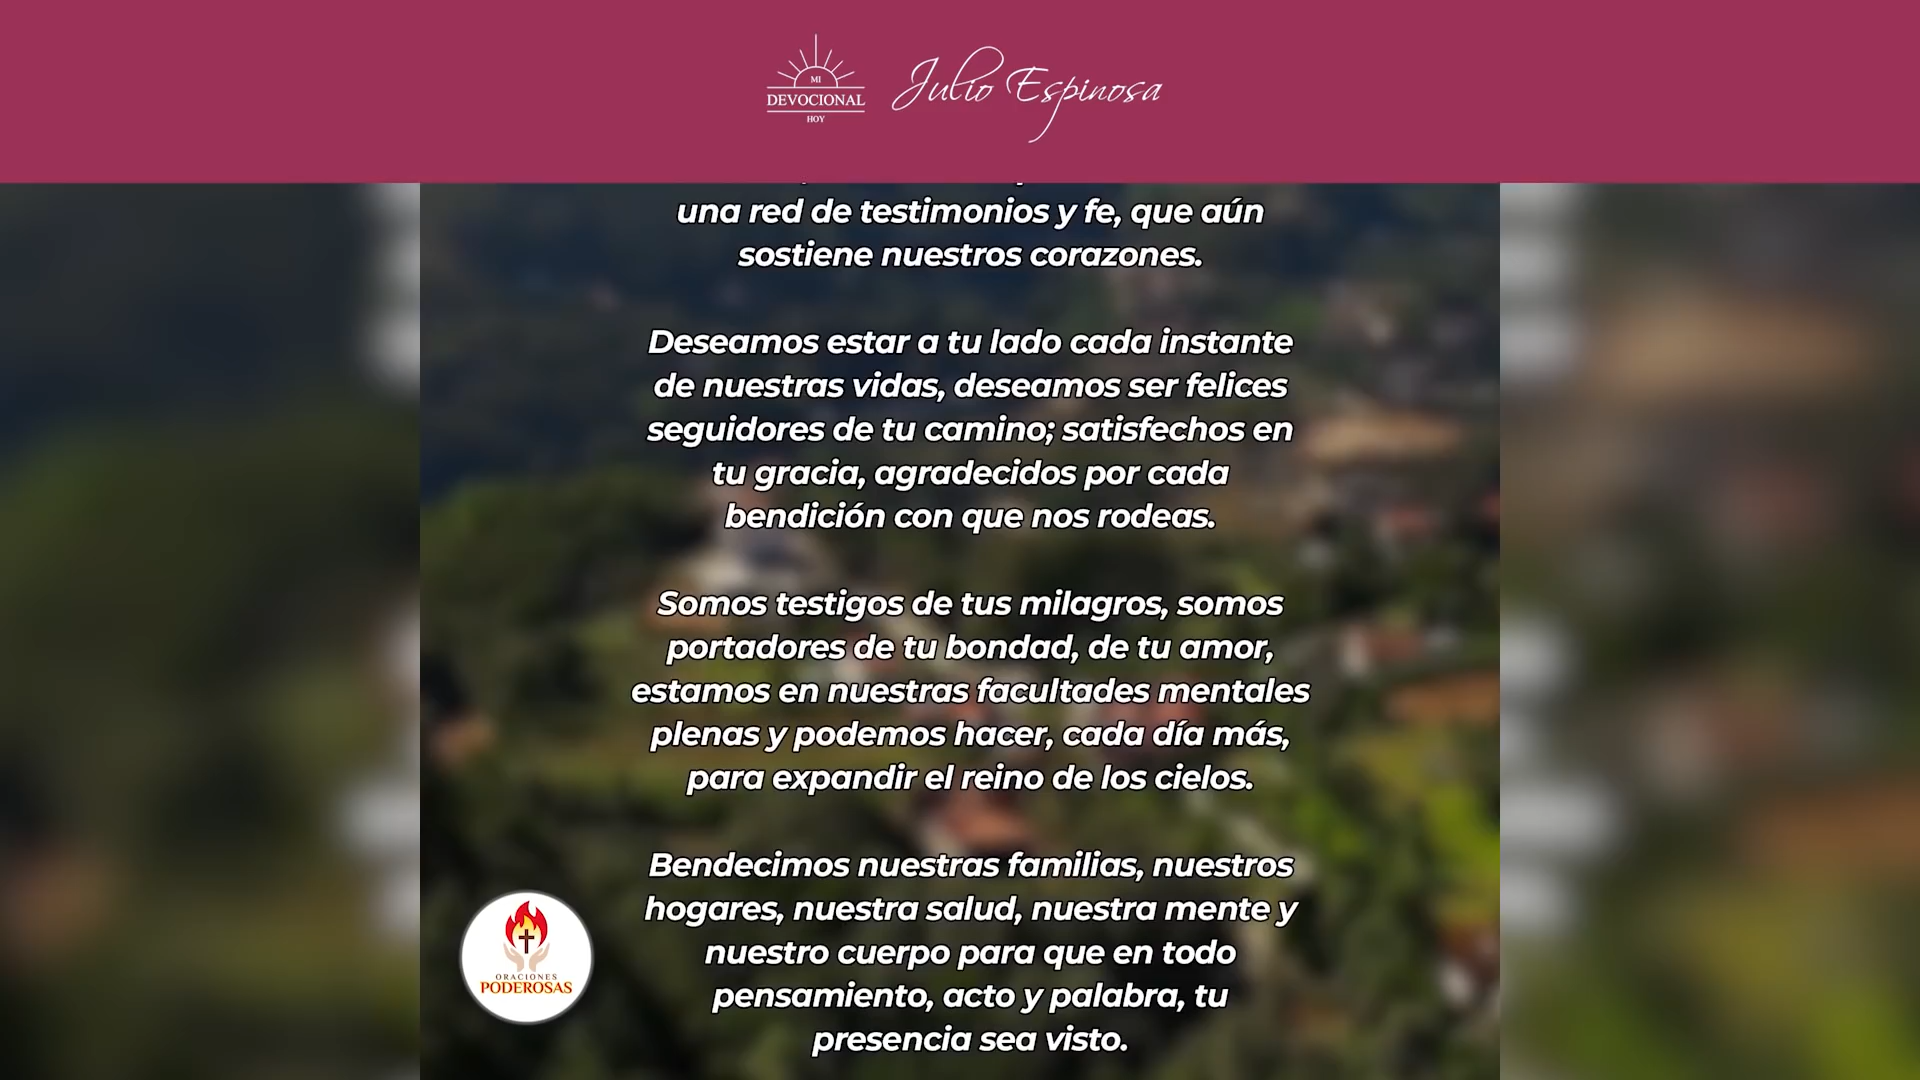 MI
DEVOCIONAL
HOY
Julio Espinosa
una red de testimonios y fe, que aún
sostiene nuestros corazones.
Deseamos estar a tu lado cada instante
de nuestras vidas, deseamos ser felices
seguidores de tu camino; satisfechos en
tu gracia, agradecidos por cada
bendición con que nos rodeas.
Somos testigos de tus milagros, somos
portadores de tu bondad, de tu amor,
estamos en nuestras facultades mentales
plenas y podemos hacer, cada día más,
para expandir el reino de los cielos.
Bendecimos nuestras familias, nuestros
hogares, nuestra salud, nuestra mente y
nuestro cuerpo para que en todo
pensamiento, acto y palabra, tu
presencia sea visto.
ORACIONES
PODEROSAS